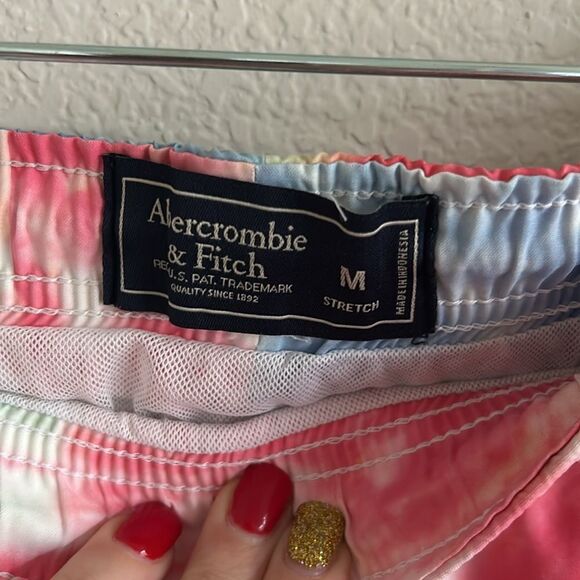 Abercrombie
& Fitch
REG U.S. PAT. TRADEMARK
QUALITY SINCE 1892
M
STRETCH
MADE IN INDONESIA